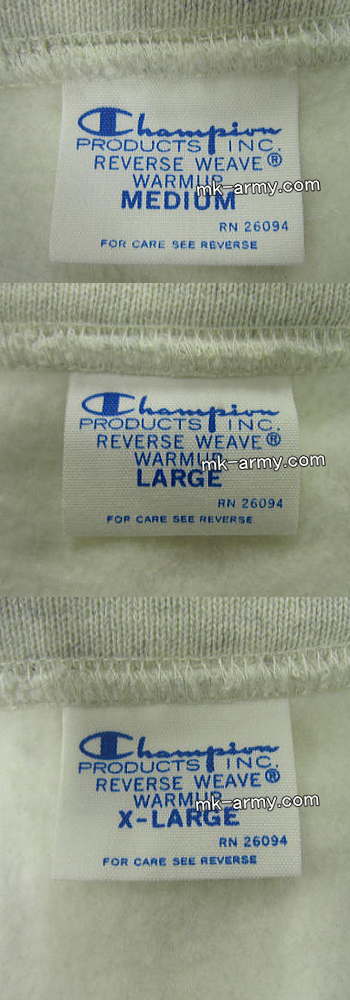 Champion
PRODUCTS INC.
REVERSE WEAVE®
WARMUP
mk-army.com
MEDIUM
RN 26094
FOR CARE SEE REVERSE
Champion
PRODUCTS INC.
REVERSE WEAVE®
WARMUP
mk-army.com
LARGE
RN 26094
FOR CARE SEE REVERSE
Champion
PRODUCTS INC.
REVERSE WEAVE®
WARMUP
mk-army.com
X-LARGE
RN 26094
FOR CARE SEE REVERSE